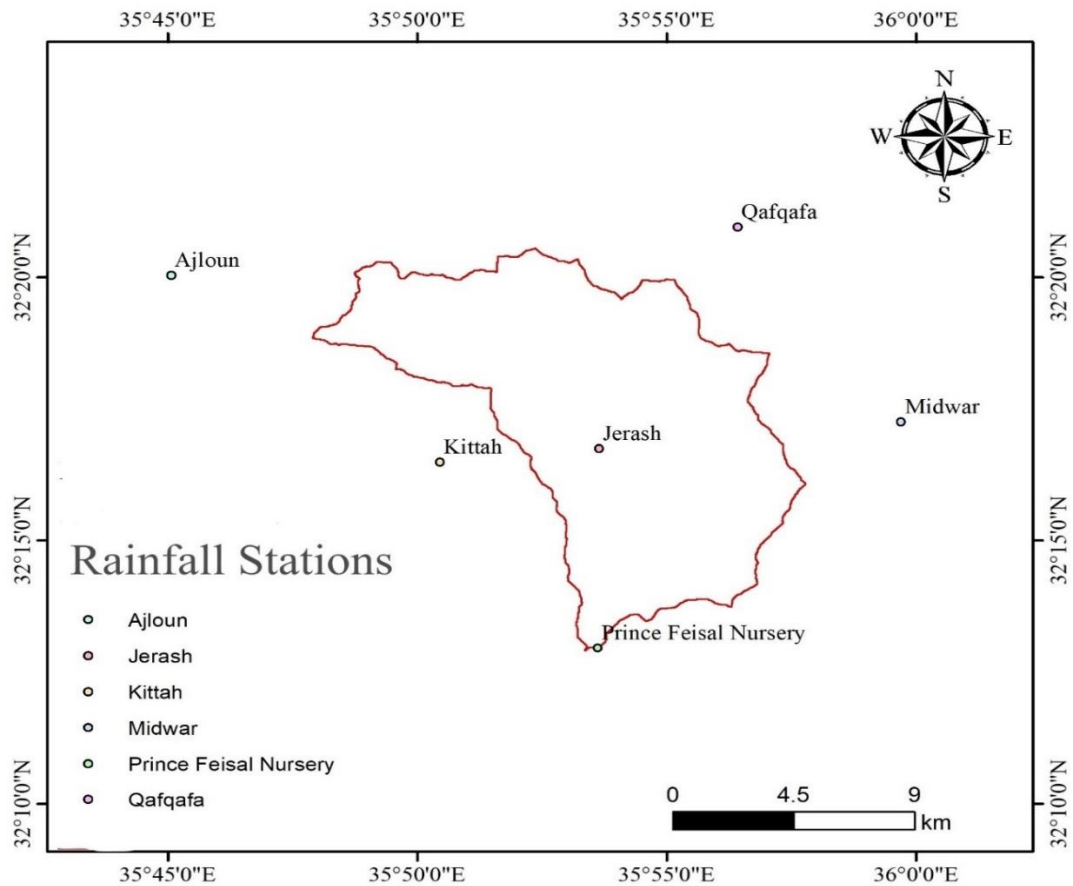 35°45'0"E 35°50'0"E 35°55'0"E 36°0'0"E
N
W E
S
Qafqafa
Ajloun
32°20'0"N 32°20'0"N
Midwar
Jerash
Kittah
32°15'0"N 32°15'0"N
Rainfall Stations
Ajloun
Prince Feisal Nursery
Jerash
Kittah
Midwar
Prince Feisal Nursery
Qafqafa
0 4.5 9
km
32°10'0"N 32°10'0"N
35°45'0"E 35°50'0"E 35°55'0"E 36°0'0"E